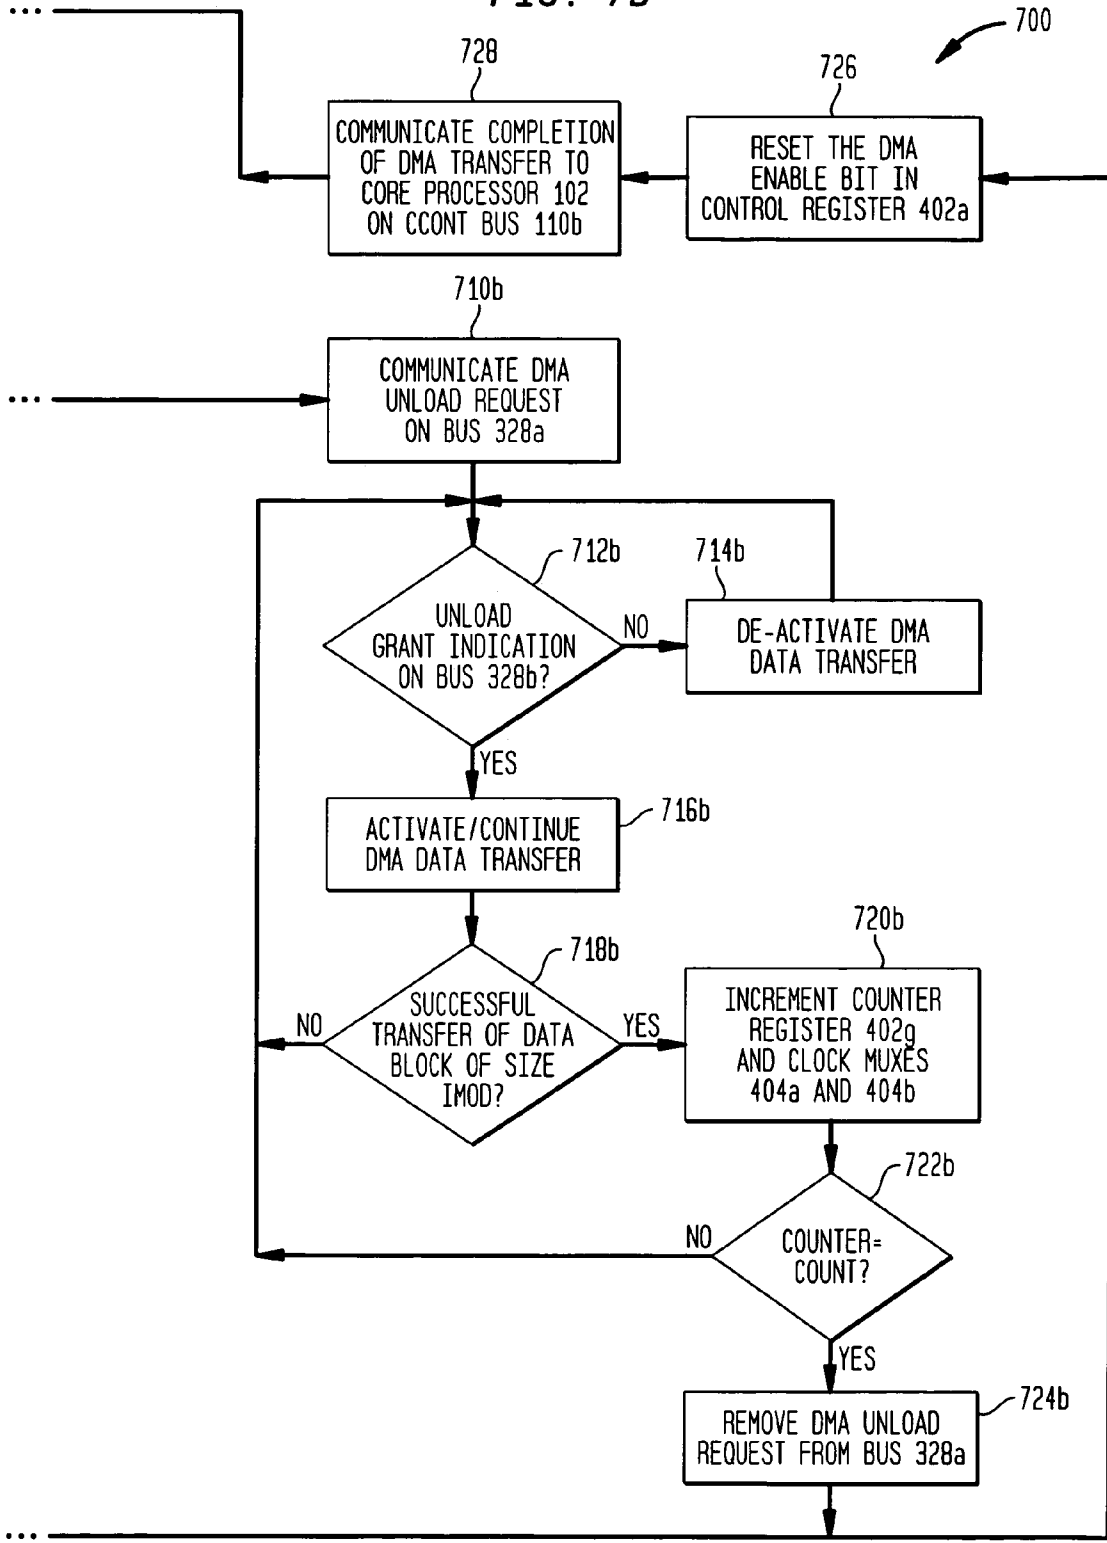 FIG. 7B
700
728
726
COMMUNICATE COMPLETION
OF DMA TRANSFER TO
CORE PROCESSOR 102
ON CCONT BUS 110b
RESET THE DMA
ENABLE BIT IN
CONTROL REGISTER 402a
710b
...
COMMUNICATE DMA
UNLOAD REQUEST
ON BUS 328a
...
712b
714b
UNLOAD
GRANT INDICATION
ON BUS 328b?
NO
DE-ACTIVATE DMA
DATA TRANSFER
YES
716b
ACTIVATE/CONTINUE
DMA DATA TRANSFER
718b
720b
NO
SUCCESSFUL
TRANSFER OF DATA
BLOCK OF SIZE
IMOD?
YES
INCREMENT COUNTER
REGISTER 402g
AND CLOCK MUXES
404a AND 404b
722b
NO
COUNTER=
COUNT?
YES
724b
REMOVE DMA UNLOAD
REQUEST FROM BUS 328a
...